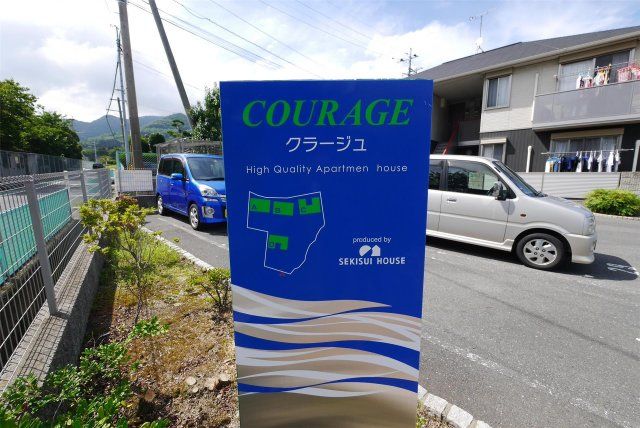 COURAGE
クラージュ
High Quality Apartmen house
A B C
D
produced by
SEKISUI HOUSE